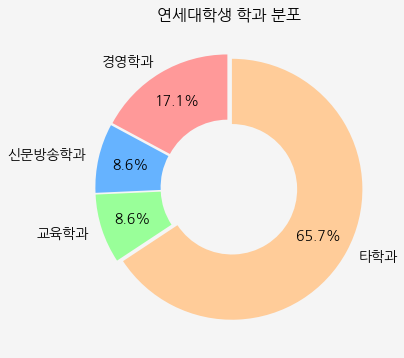 연세대학생 학과 분포
경영학과
17.1%
신문방송학과
8.6%
교육학과
8.6%
65.7%
타학과